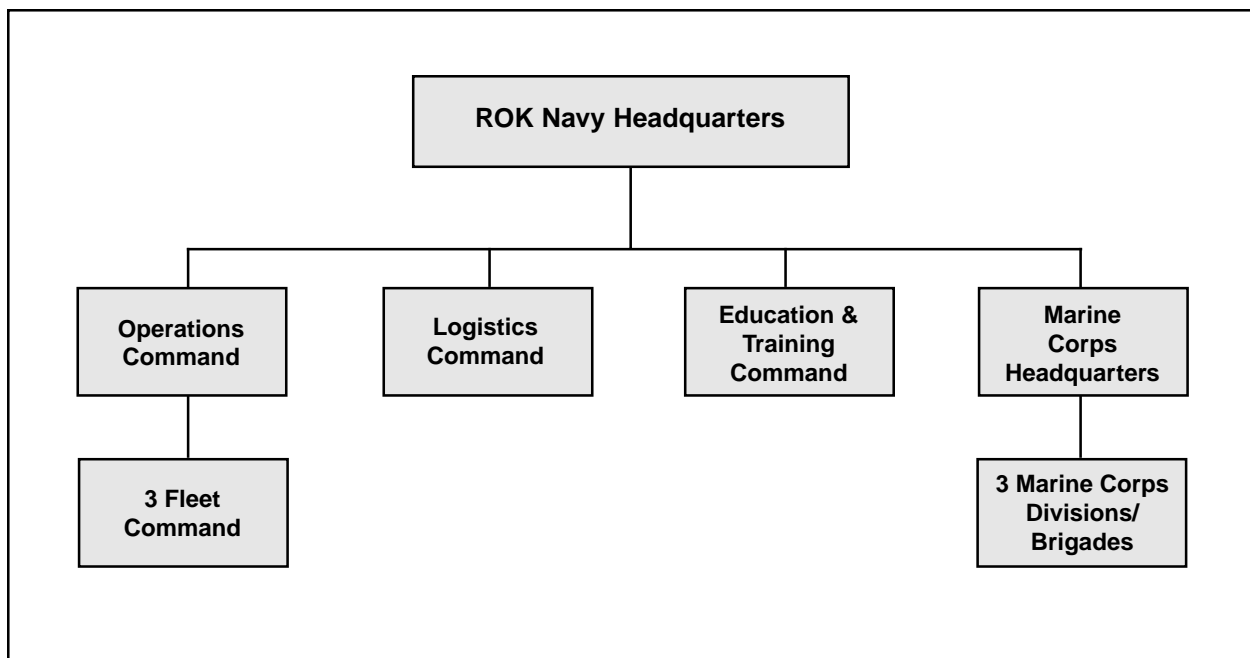 ROK Navy Headquarters
Operations
Command
Logistics
Command
Education &
Training
Command
Marine
Corps
Headquarters
3 Fleet
Command
3 Marine Corps
Divisions/
Brigades